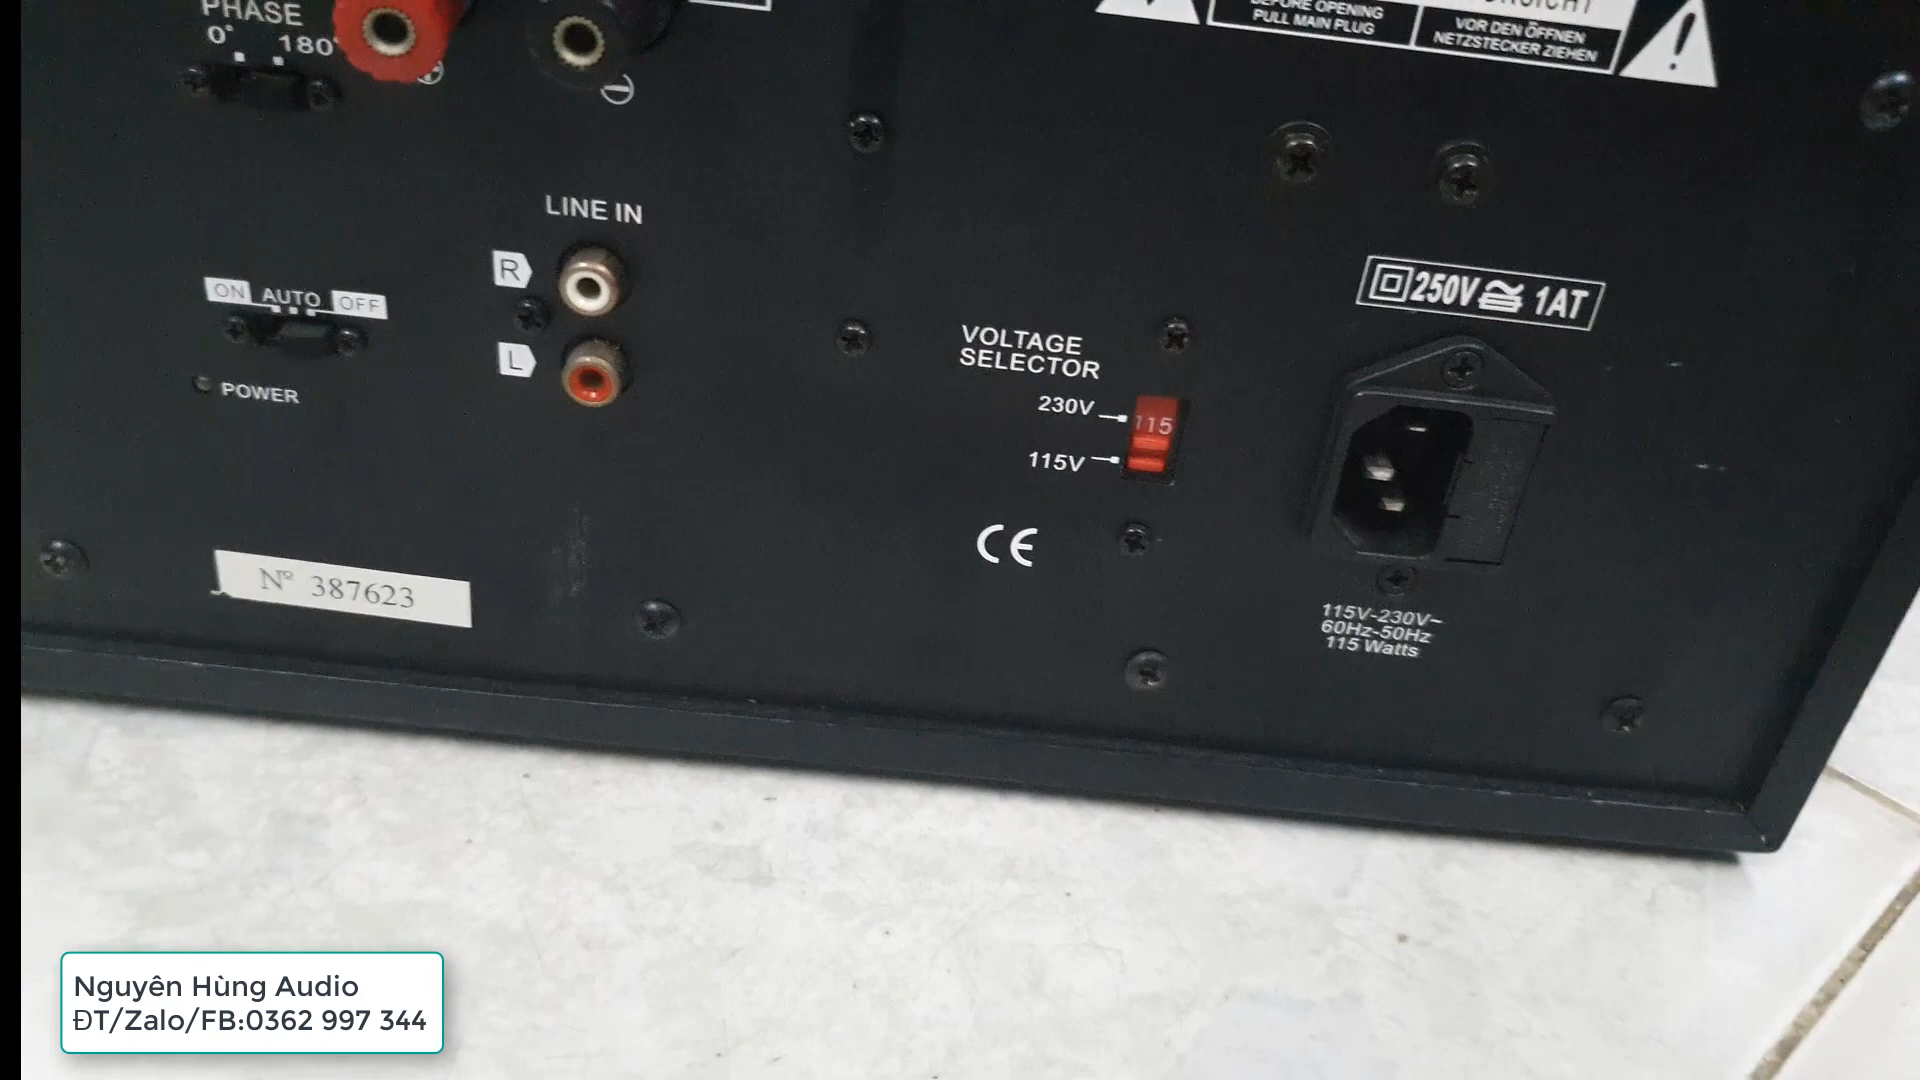 PHASE
0° 180°
BEFORE OPENING
PULL MAIN PLUG
VOR DEN ÖFFNEN
NETZSTECKER ZIEHEN
LINE IN
R
L
ON AUTO OFF
POWER
250V 1AT
VOLTAGE
SELECTOR
230V
115
115V
CE
Nº 387623
115V-230V~
60Hz-50Hz
115 Watts
Nguyên Hùng Audio
ĐT/Zalo/FB:0362 997 344